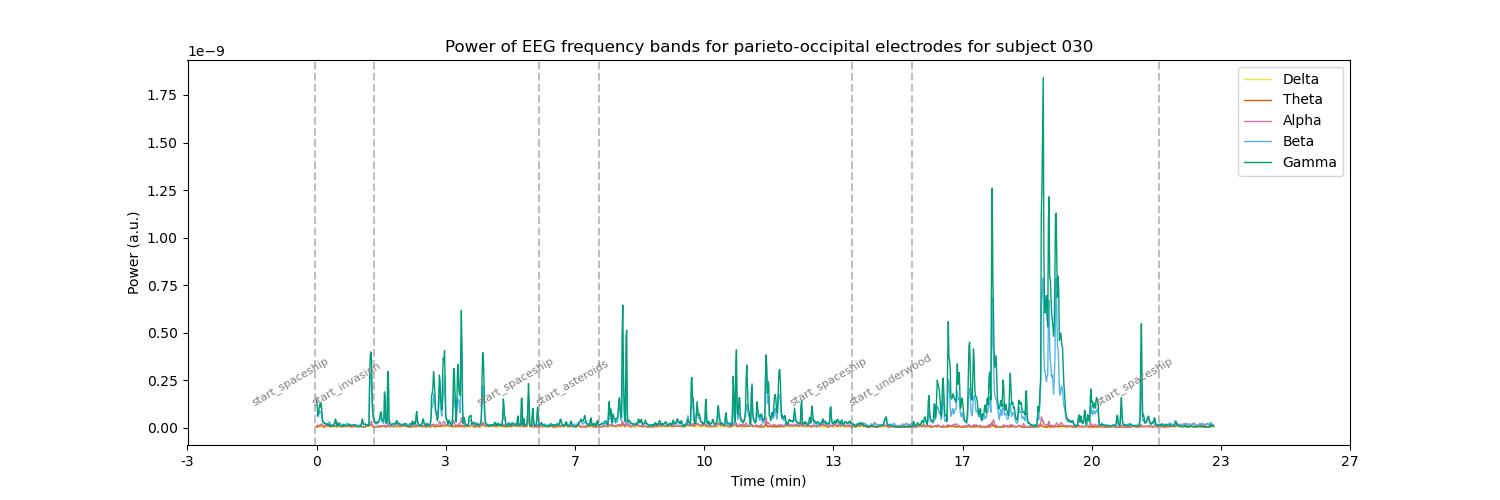 Power of EEG frequency bands for parieto-occipital electrodes for subject 030
1e−9
1.75
1.50
1.25
1.00
0.75
0.50
0.25
0.00
Power (a.u.)
Delta
Theta
Alpha
Beta
Gamma
start_spaceship
start_invasion
start_spaceship
start_asteroids
start_spaceship
start_underwood
start_spaceship
-3
0
3
7
10
13
17
20
23
27
Time (min)